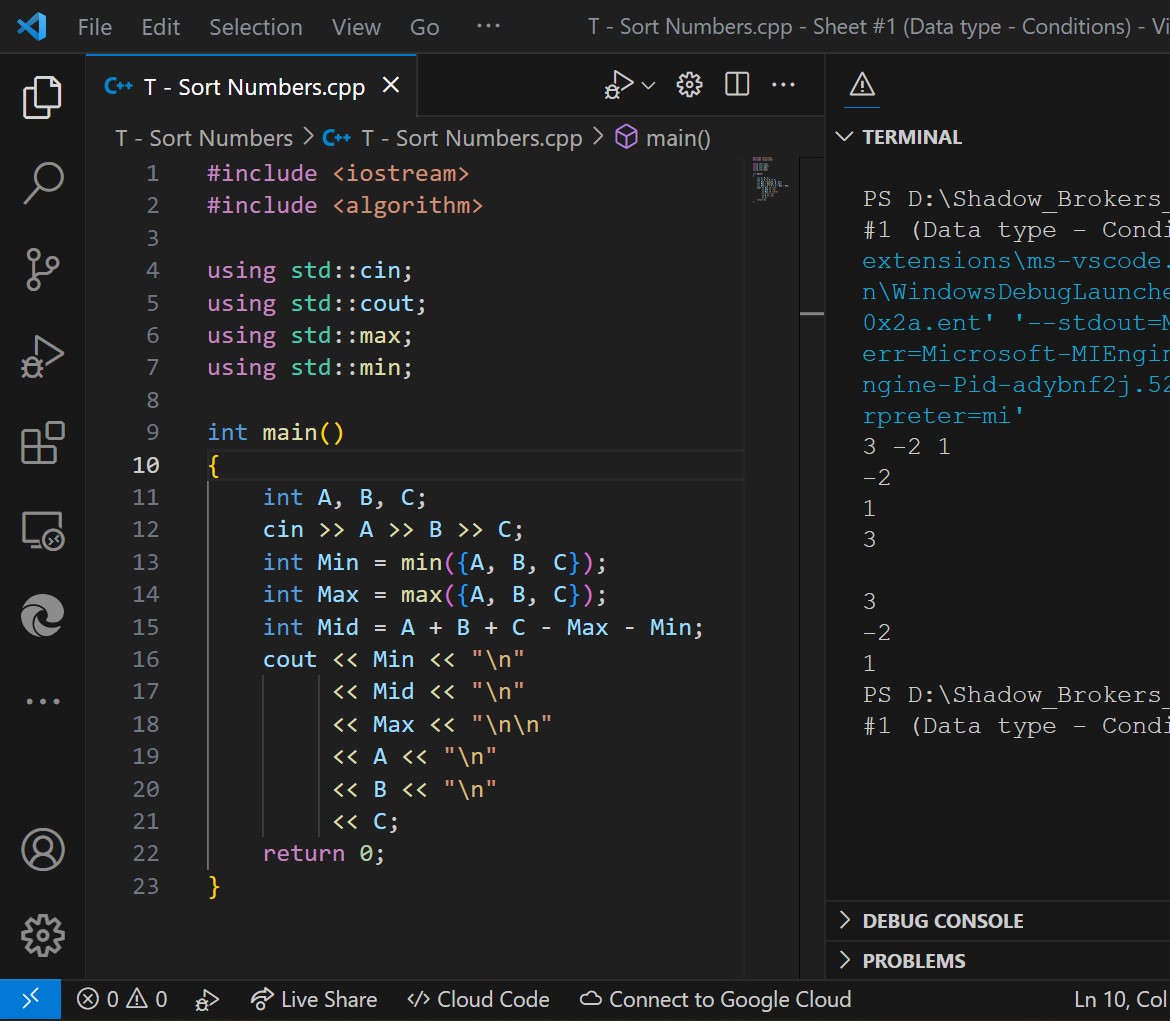 File Edit Selection View Go ··· T - Sort Numbers.cpp - Sheet #1 (Data type - Conditions) - Vi
C++ T - Sort Numbers.cpp ×
T - Sort Numbers > C++ T - Sort Numbers.cpp > main()
1 #include <iostream>
2 #include <algorithm>
3
4 using std::cin;
5 using std::cout;
6 using std::max;
7 using std::min;
8
9 int main()
10 {
11     int A, B, C;
12     cin >> A >> B >> C;
13     int Min = min({A, B, C});
14     int Max = max({A, B, C});
15     int Mid = A + B + C - Max - Min;
16     cout << Min << "\n"
17          << Mid << "\n"
18          << Max << "\n\n"
19          << A << "\n"
20          << B << "\n"
21          << C;
22     return 0;
23 }
TERMINAL
PS D:\Shadow_Brokers_
#1 (Data type - Condi
extensions\ms-vscode.
n\WindowsDebugLaunche
0x2a.ent' '--stdout=M
err=Microsoft-MIEngin
ngine-Pid-adybnf2j.52
rpreter=mi'
3 -2 1
-2
1
3

3
-2
1
PS D:\Shadow_Brokers_
#1 (Data type - Condi
DEBUG CONSOLE
PROBLEMS
0 0 Live Share Cloud Code Connect to Google Cloud Ln 10, Col